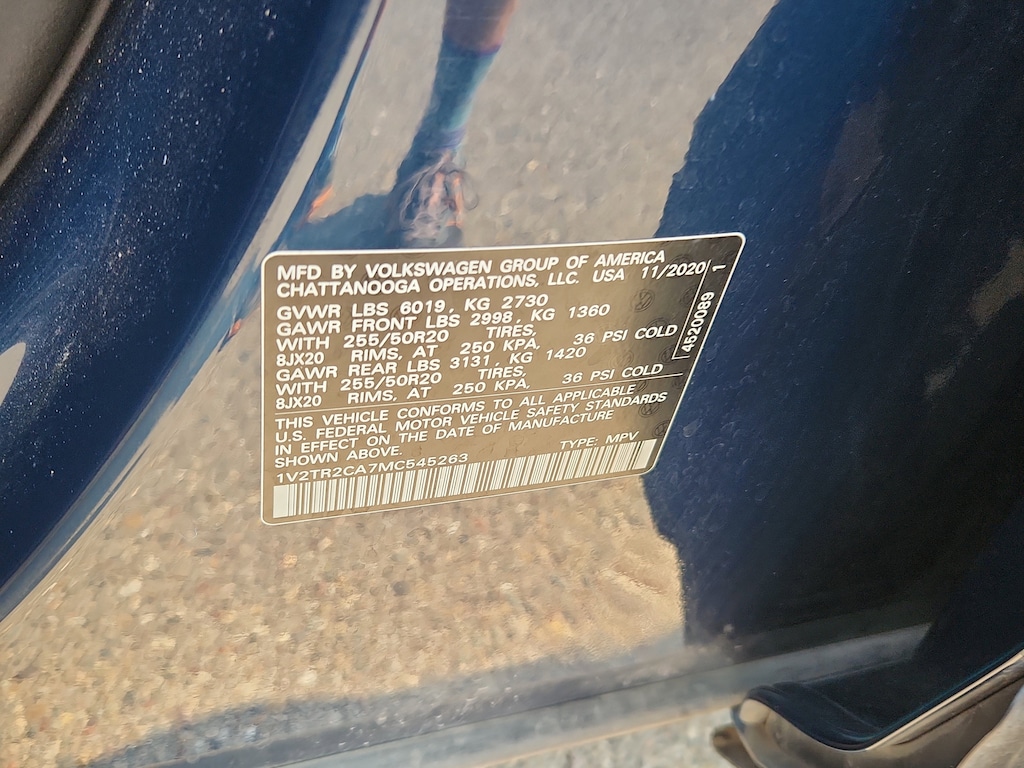 MFD BY VOLKSWAGEN GROUP OF AMERICA
CHATTANOOGA OPERATIONS, LLC. USA 11/2020
GVWR LBS 6019, KG 2730
GAWR FRONT LBS 2998, KG 1360
WITH 255/50R20 TIRES,
8JX20 RIMS, AT 250 KPA, 36 PSI COLD
GAWR REAR LBS 3131, KG 1420
WITH 255/50R20 TIRES,
8JX20 RIMS, AT 250 KPA, 36 PSI COLD
THIS VEHICLE CONFORMS TO ALL APPLICABLE
U.S. FEDERAL MOTOR VEHICLE SAFETY STANDARDS
IN EFFECT ON THE DATE OF MANUFACTURE
SHOWN ABOVE. TYPE: MPV
1V2TR2CA7MC545263
4520089 1